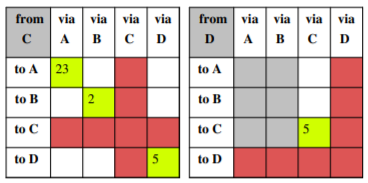 from C via A via B via C via D
to A 23
to B 2
to C
to D 5
from D via A via B via C via D
to A
to B
to C 5
to D